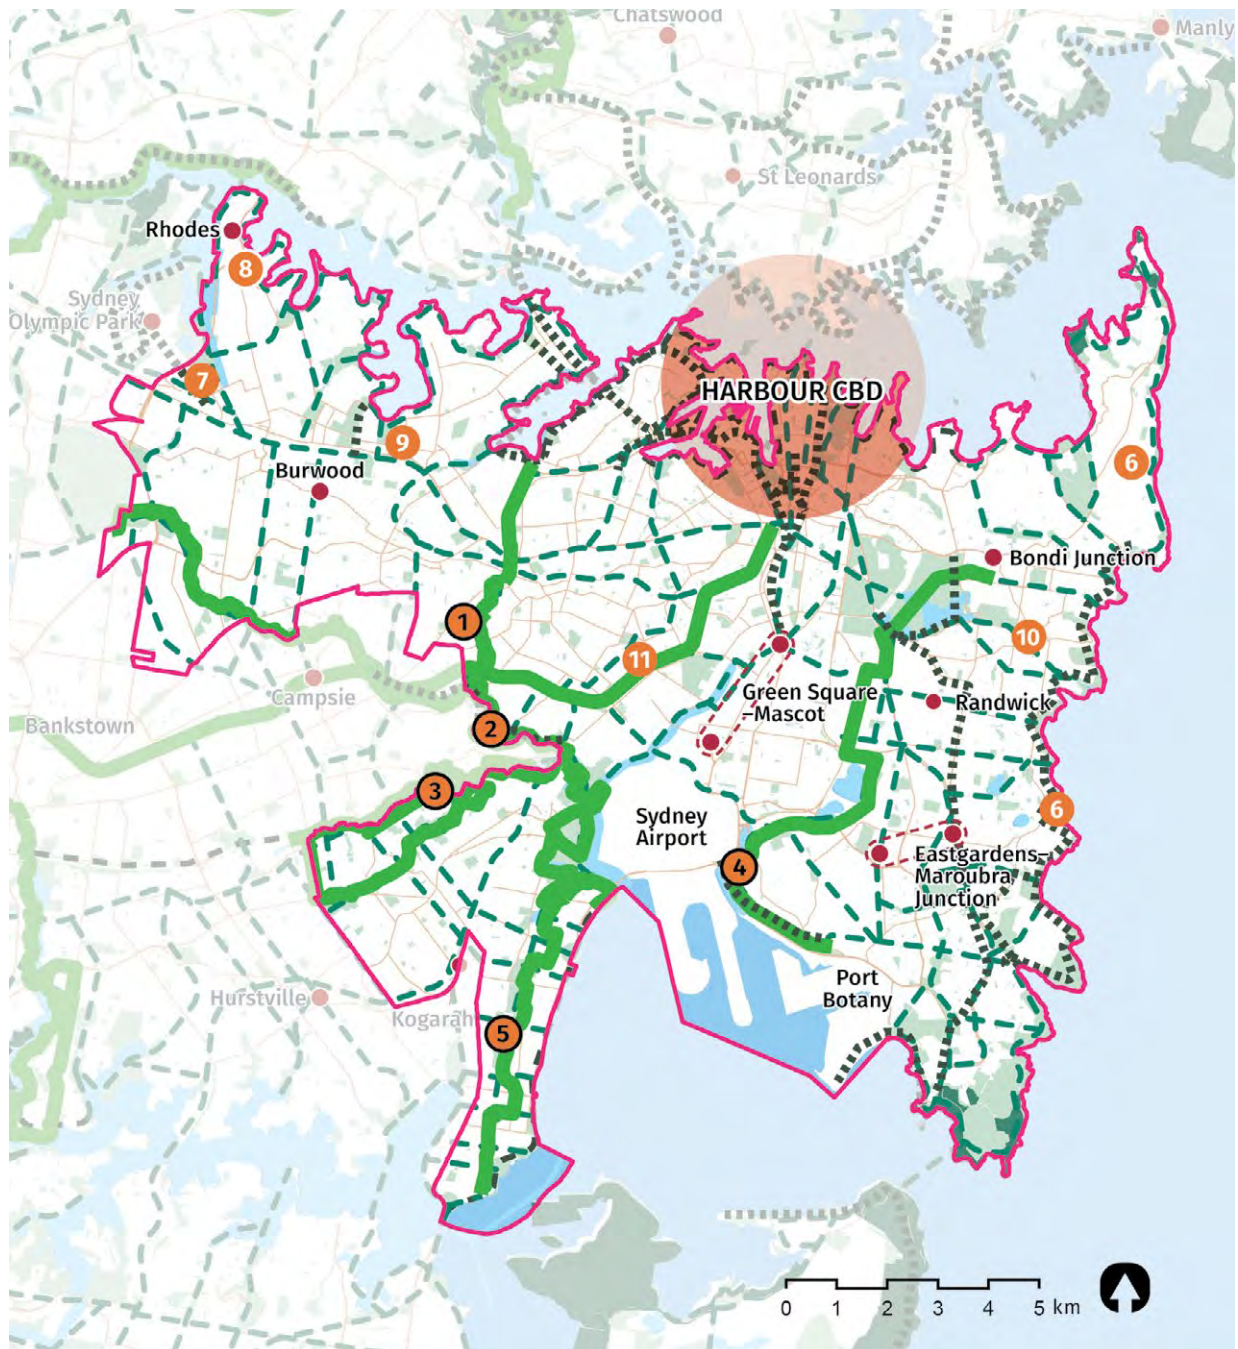 Chatswood
Manly
St Leonards
Rhodes
8
Sydney
Olympic Park
7
HARBOUR CBD
9
6
Burwood
Bondi Junction
1
10
11
Campsie
Green Square
–Mascot
Randwick
Bankstown
2
3
Sydney
Airport
6
4
Eastgardens–
Maroubra
Junction
Port
Botany
Hurstville
Kogarah
5
0 1 2 3 4 5 km